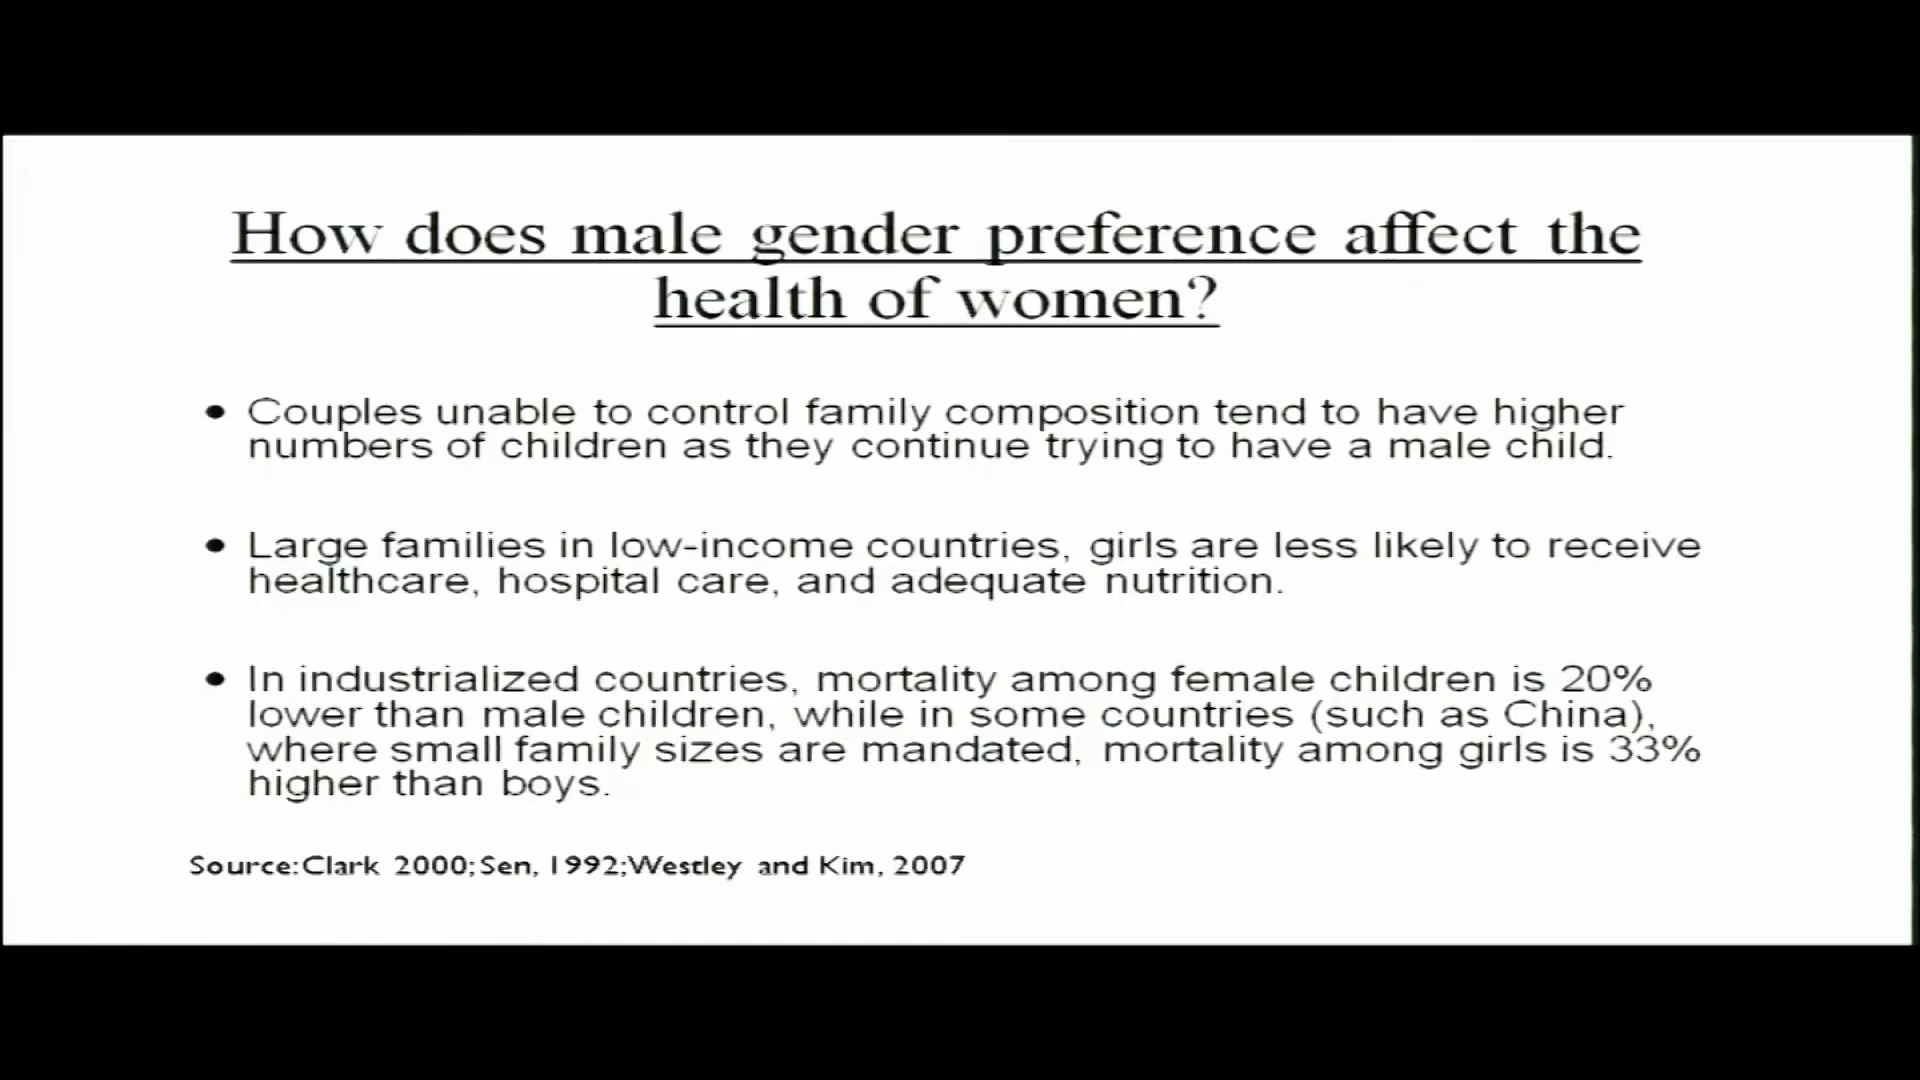 How does male gender preference affect the
health of women?
• Couples unable to control family composition tend to have higher
numbers of children as they continue trying to have a male child.
• Large families in low-income countries, girls are less likely to receive
healthcare, hospital care, and adequate nutrition.
• In industrialized countries, mortality among female children is 20%
lower than male children, while in some countries (such as China),
where small family sizes are mandated, mortality among girls is 33%
higher than boys.
Source:Clark 2000;Sen, 1992;Westley and Kim, 2007